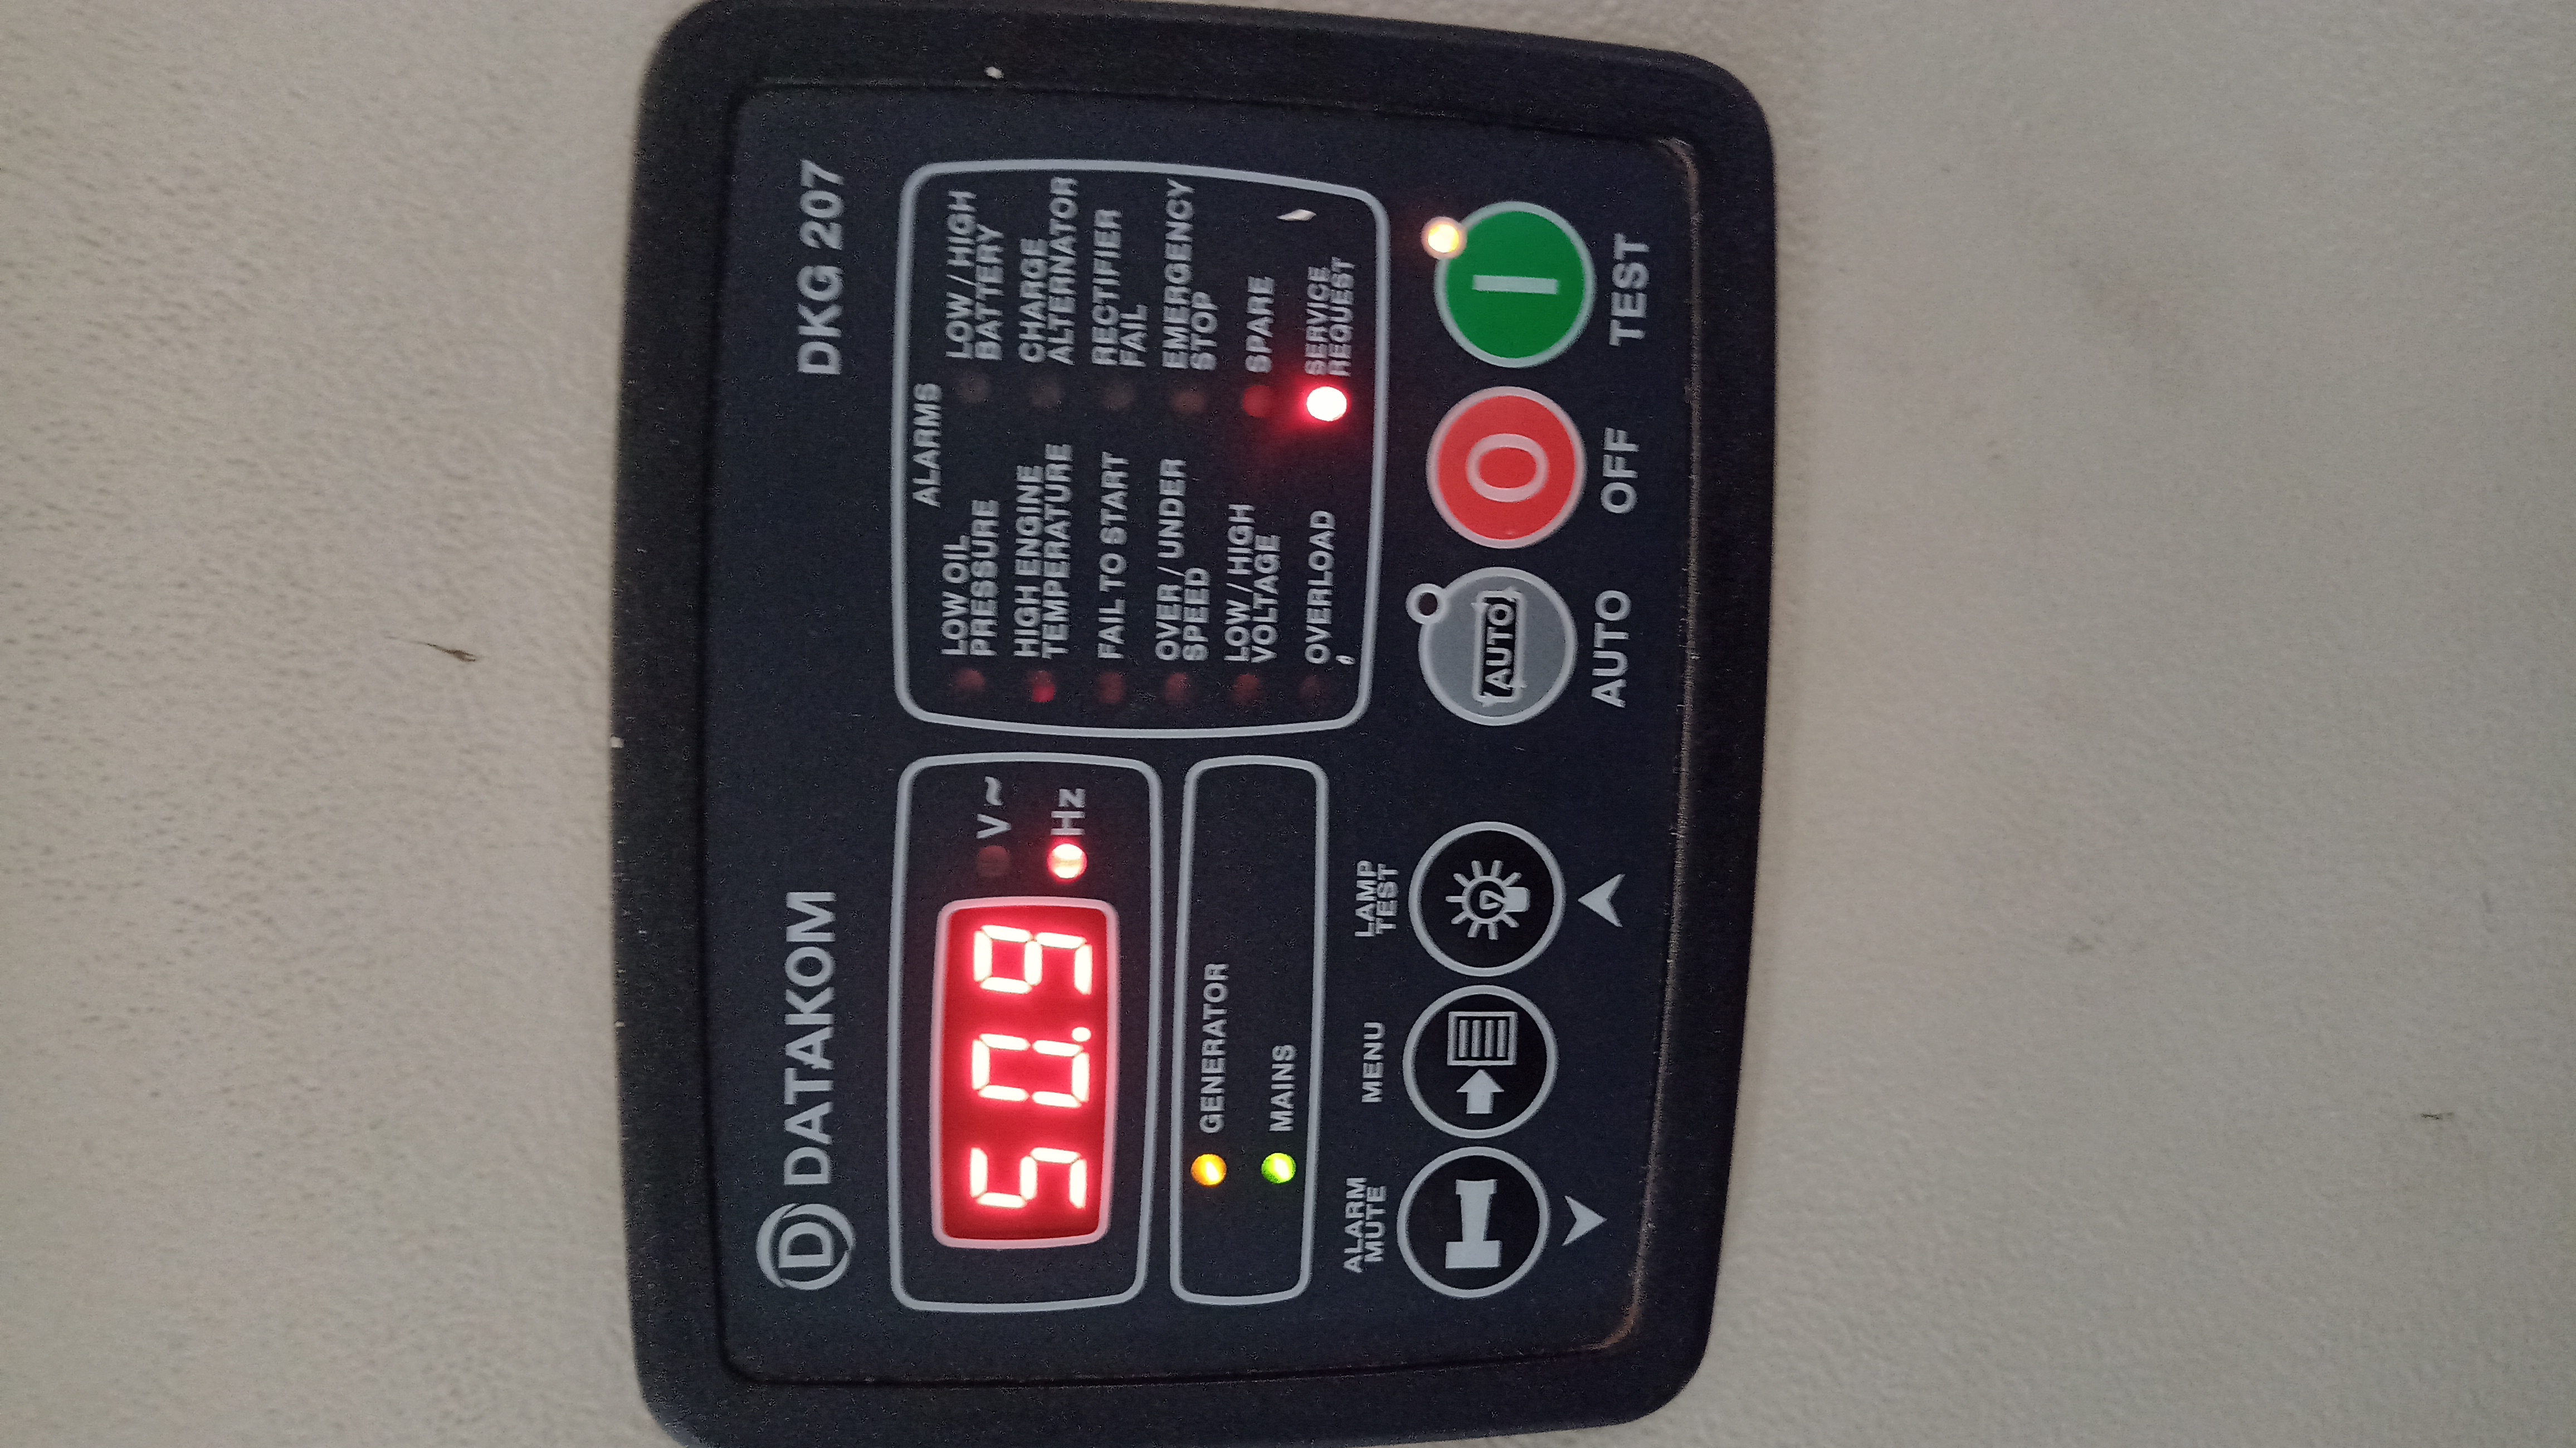 DATAKOM
DKG 207
50.9
V~
Hz
GENERATOR
MAINS
ALARMS
LOW OIL
PRESSURE
HIGH ENGINE
TEMPERATURE
FAIL TO START
OVER / UNDER
SPEED
LOW / HIGH
VOLTAGE
OVERLOAD
LOW / HIGH
BATTERY
CHARGE
ALTERNATOR
RECTIFIER
FAIL
EMERGENCY
STOP
SPARE
SERVICE
REQUEST
ALARM
MUTE
MENU
LAMP
TEST
AUTO
O
I
AUTO
OFF
TEST